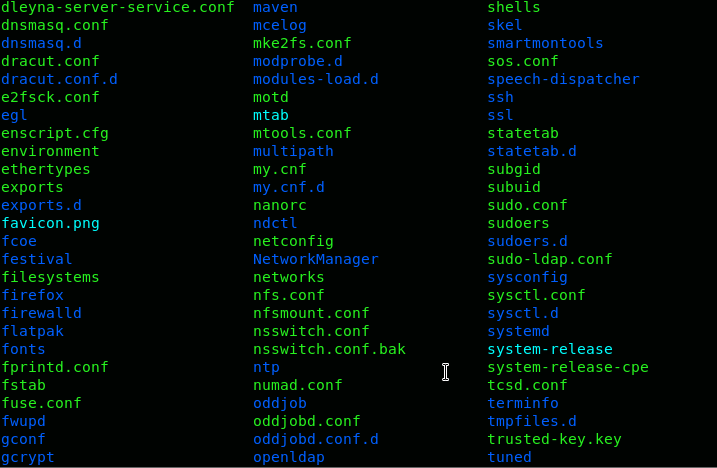 dleyna-server-service.conf maven shells
dnsmasq.conf mcelog skel
dnsmasq.d mke2fs.conf smartmontools
dracut.conf modprobe.d sos.conf
dracut.conf.d modules-load.d speech-dispatcher
e2fsck.conf motd ssh
egl mtab ssl
enscript.cfg mtools.conf statetab
environment multipath statetab.d
ethertypes my.cnf subgid
exports my.cnf.d subuid
exports.d nanorc sudo.conf
favicon.png ndctl sudoers
fcoe netconfig sudoers.d
festival NetworkManager sudo-ldap.conf
filesystems networks sysconfig
firefox nfs.conf sysctl.conf
firewalld nfsmount.conf sysctl.d
flatpak nsswitch.conf systemd
fonts nsswitch.conf.bak system-release
fprintd.conf ntp system-release-cpe
fstab numad.conf tcsd.conf
fuse.conf oddjob terminfo
fwupd oddjobd.conf tmpfiles.d
gconf oddjobd.conf.d trusted-key.key
gcrypt openldap tuned